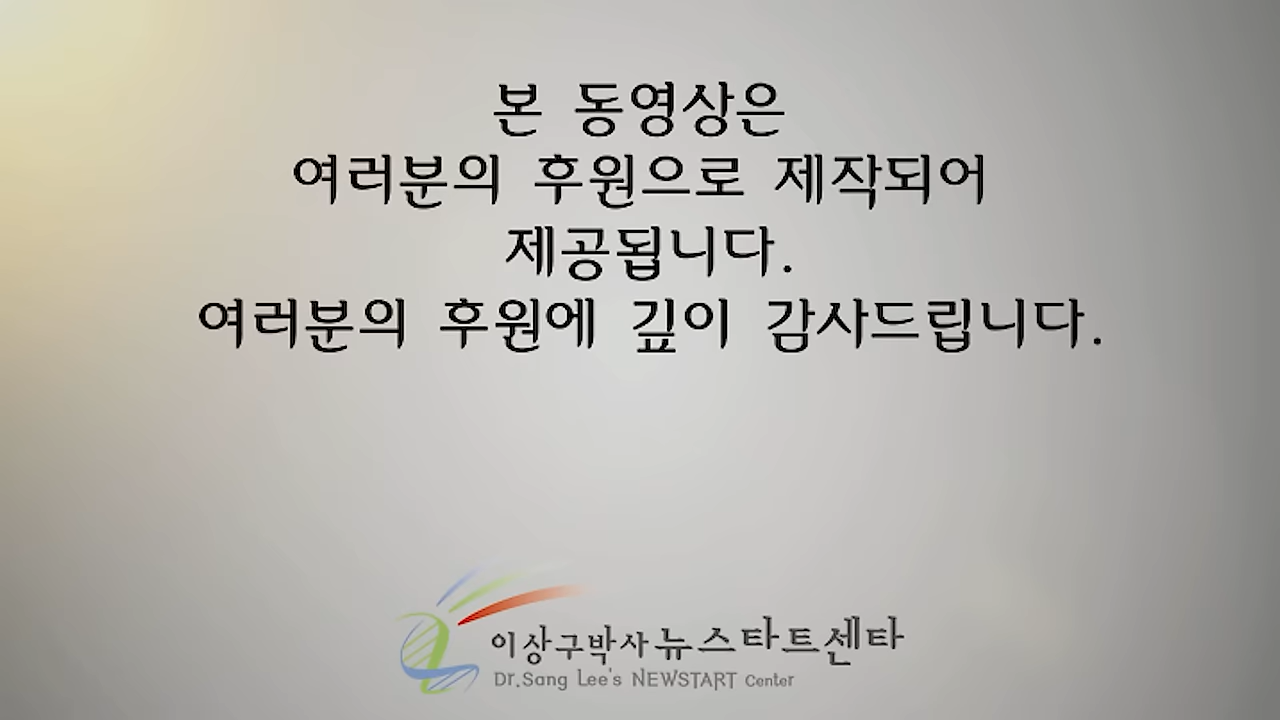 본 동영상은
여러분의 후원으로 제작되어
제공됩니다.
여러분의 후원에 깊이 감사드립니다.
이상구박사 뉴스타트센타
Dr.Sang Lee's NEWSTART Center